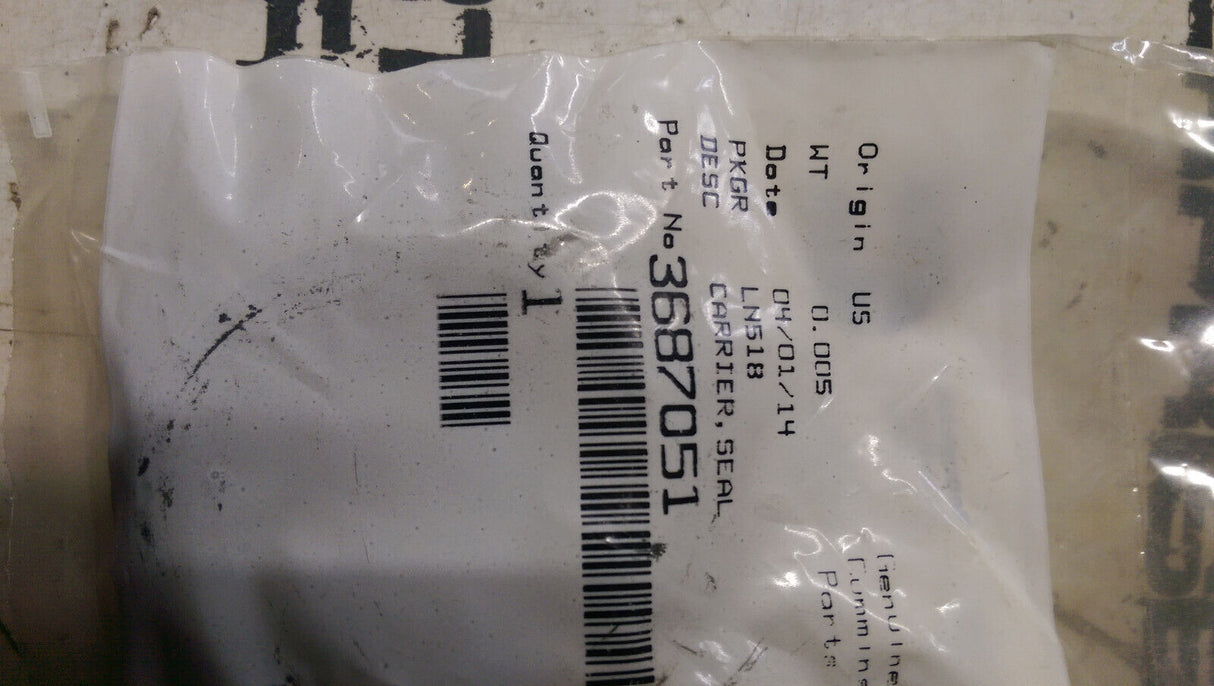 Genuine
Cummins
Parts
Origin US
WT 0.005
Date 04/01/14
PKGR LN518
DESC CARRIER, SEAL
Part No 3687051
Quantity 1